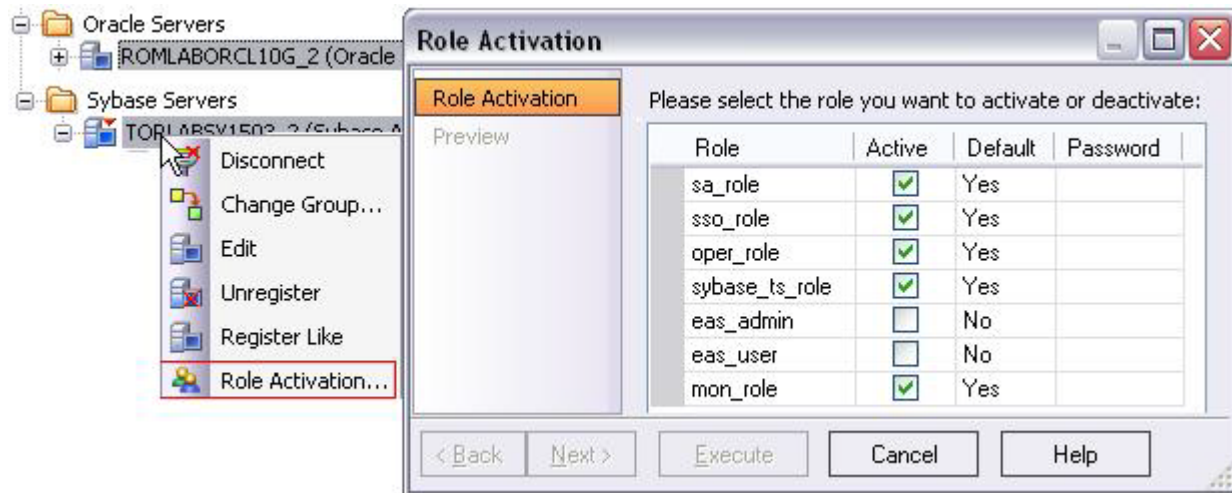 Oracle Servers
ROMLABORCL10G_2 (Oracle
Sybase Servers
TORLABSY1503_2 (Sybase A
Disconnect
Change Group...
Edit
Unregister
Register Like
Role Activation...
Role Activation
Role Activation
Preview
Please select the role you want to activate or deactivate:
Role Active Default Password
sa_role Yes
sso_role Yes
oper_role Yes
sybase_ts_role Yes
eas_admin No
eas_user No
mon_role Yes
< Back Next > Execute Cancel Help